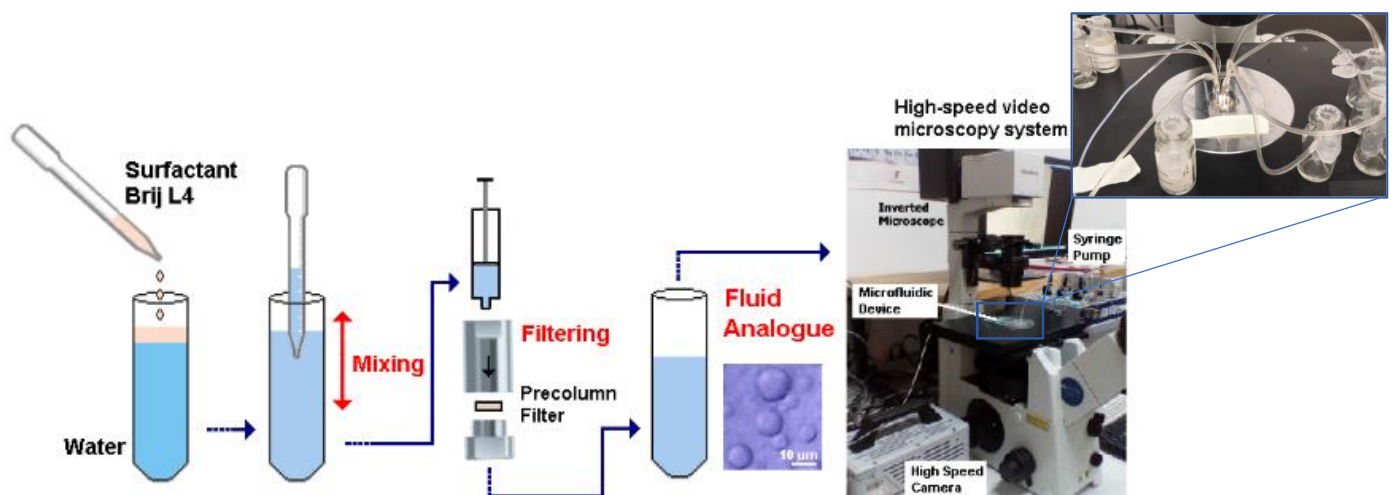 Surfactant
Brij L4
Water
Mixing
Filtering
Precolumn
Filter
Fluid
Analogue
10 µm
High-speed video
microscopy system
Inverted
Microscope
Syringe
Pump
Microfluidic
Device
High Speed
Camera